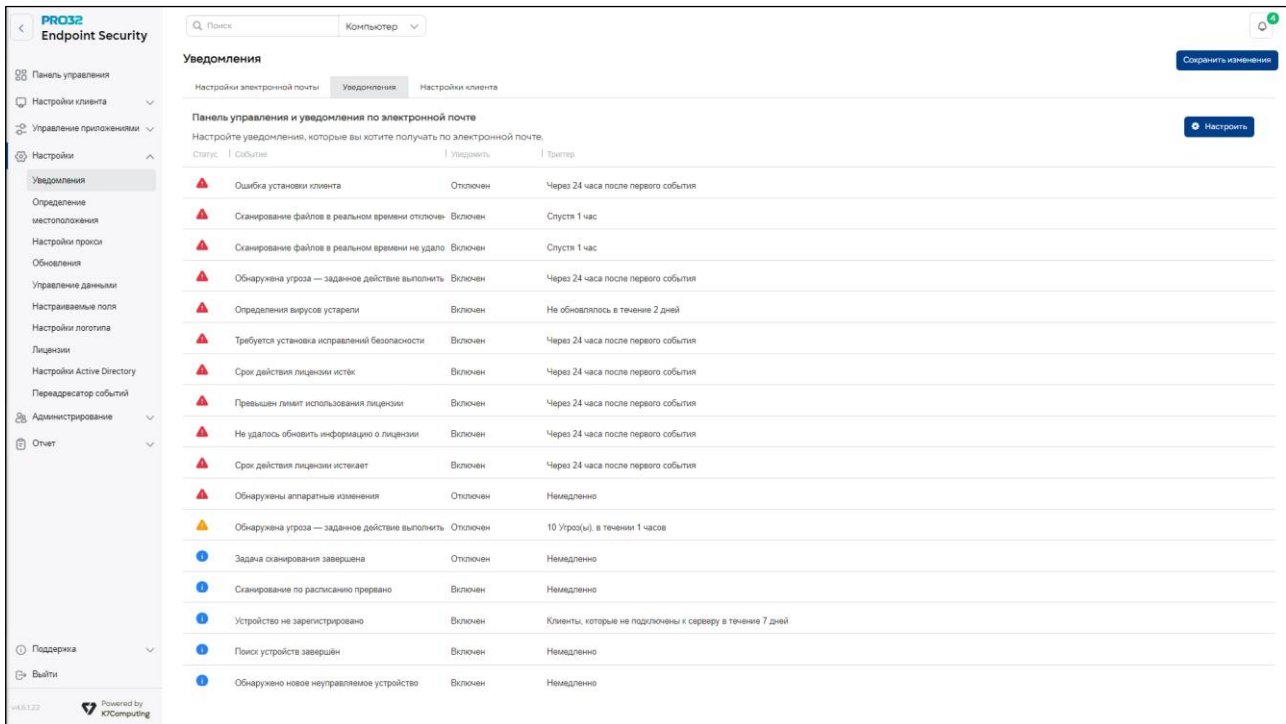 PRO32
Endpoint Security
Поиск
Компьютер
4
Уведомления
Сохранить изменения
Панель управления
Настройки клиента
Управление приложениями
Настройки
Уведомления
Определение
местоположения
Настройки прокси
Обновления
Управление данными
Настраиваемые поля
Настройки логотипа
Лицензии
Настройки Active Directory
Переадресатор событий
Администрирование
Отчет
Поддержка
Выйти
v4.6.1.22
Powered by
K7Computing
Настройки электронной почты Уведомления Настройки клиента
Панель управления и уведомления по электронной почте
Настройте уведомления, которые вы хотите получать по электронной почте.
Настроить
Статус Событие Уведомить Триггер
Ошибка установки клиента Отключен Через 24 часа после первого события
Сканирование файлов в реальном времени отключен Включен Спустя 1 час
Сканирование файлов в реальном времени не удало Включен Спустя 1 час
Обнаружена угроза — заданное действие выполнить Включен Через 24 часа после первого события
Определения вирусов устарели Включен Не обновлялось в течение 2 дней
Требуется установка исправлений безопасности Включен Через 24 часа после первого события
Срок действия лицензии истёк Включен Через 24 часа после первого события
Превышен лимит использования лицензии Включен Через 24 часа после первого события
Не удалось обновить информацию о лицензии Включен Через 24 часа после первого события
Срок действия лицензии истекает Включен Через 24 часа после первого события
Обнаружены аппаратные изменения Отключен Немедленно
Обнаружена угроза — заданное действие выполнить Отключен 10 Угроз(ы), в течении 1 часов
Задача сканирования завершена Отключен Немедленно
Сканирование по расписанию прервано Включен Немедленно
Устройство не зарегистрировано Включен Клиенты, которые не подключены к серверу в течение 7 дней
Поиск устройств завершён Включен Немедленно
Обнаружено новое неуправляемое устройство Включен Немедленно